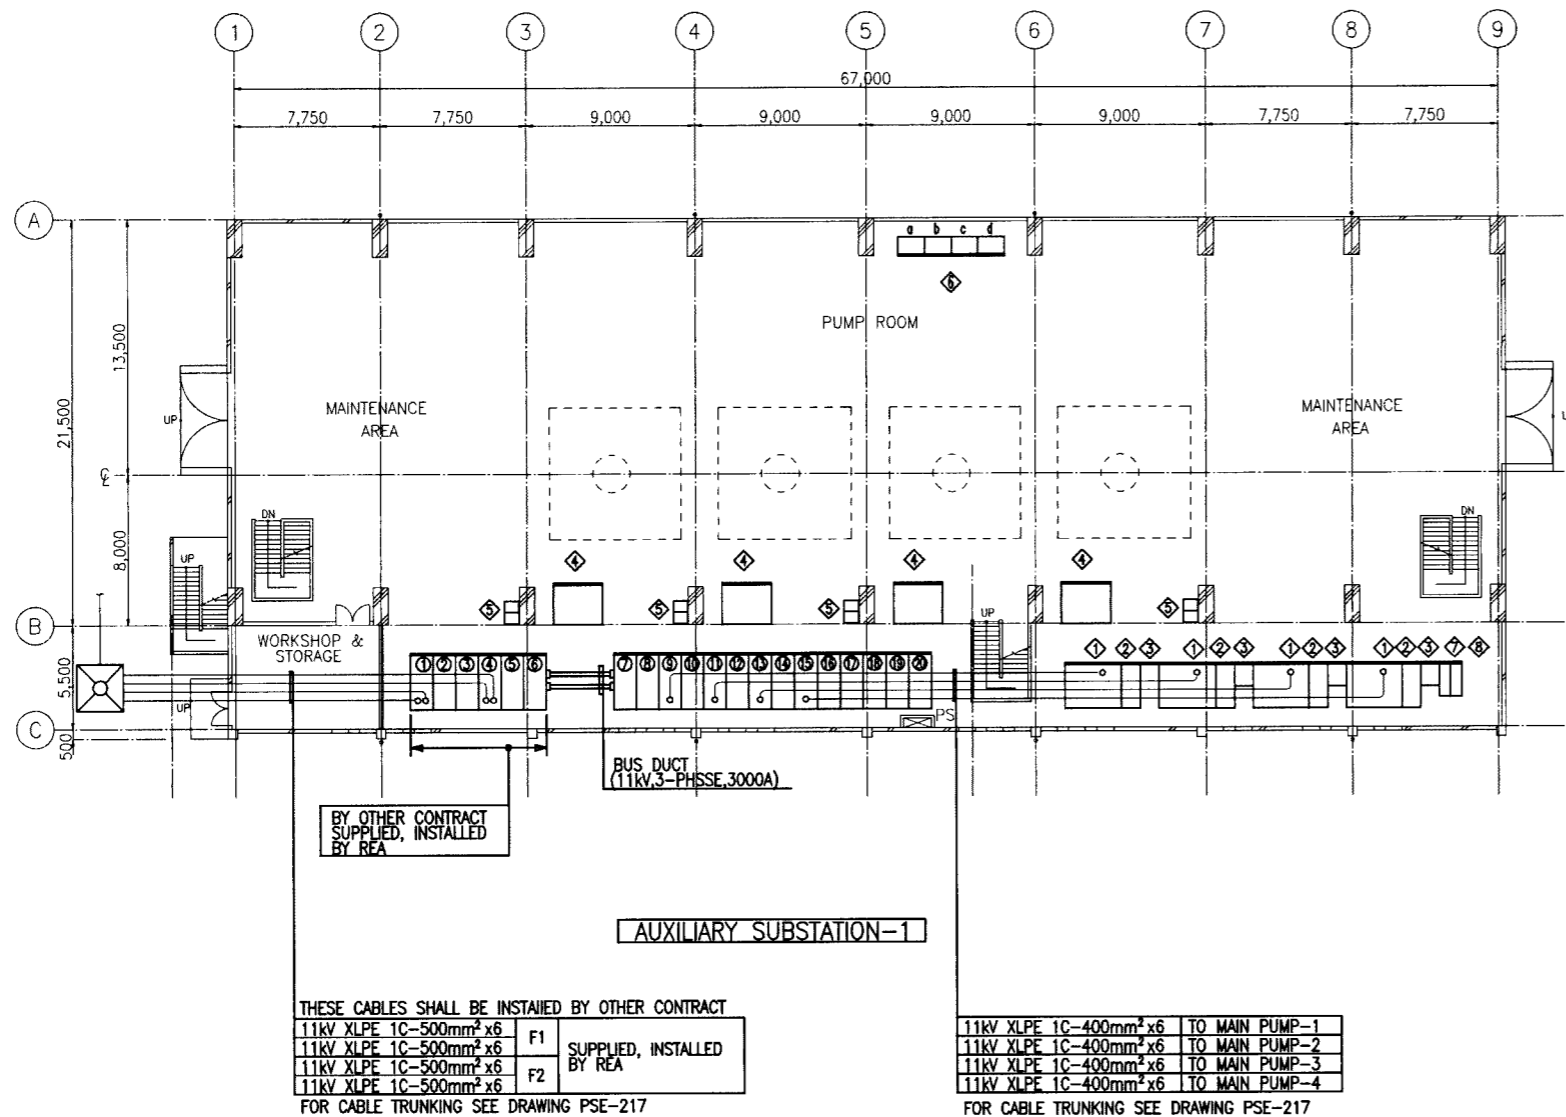 1 2 3 4 5 6 7 8 9
67,000
7,750 7,750 9,000 9,000 9,000 9,000 7,750 7,750
A
a b c d
6
PUMP ROOM
13,500
21,500
MAINTENANCE
AREA
MAINTENANCE
AREA
UP
U
℄
DN
DN
8,000
UP
4 4 4 4
5 5 5 5
UP
B
WORKSHOP &
STORAGE
1 2 3 1 2 3 1 2 3 1 2 3 7 8
1 2 3 4 5 6
7 8 9 10 11 12 13 14 15 16 17 18 19 20
5,500
UP
PS
C
500
BUS DUCT
(11kV,3-PHSSE,3000A)
BY OTHER CONTRACT
SUPPLIED, INSTALLED
BY REA
AUXILIARY SUBSTATION-1
THESE CABLES SHALL BE INSTAIIED BY OTHER CONTRACT
11kV XLPE 1C-500mm² x6
11kV XLPE 1C-500mm² x6
F1
11kV XLPE 1C-500mm² x6
11kV XLPE 1C-500mm² x6
F2
SUPPLIED, INSTALLED
BY REA
FOR CABLE TRUNKING SEE DRAWING PSE-217
11kV XLPE 1C-400mm² x6 TO MAIN PUMP-1
11kV XLPE 1C-400mm² x6 TO MAIN PUMP-2
11kV XLPE 1C-400mm² x6 TO MAIN PUMP-3
11kV XLPE 1C-400mm² x6 TO MAIN PUMP-4
FOR CABLE TRUNKING SEE DRAWING PSE-217